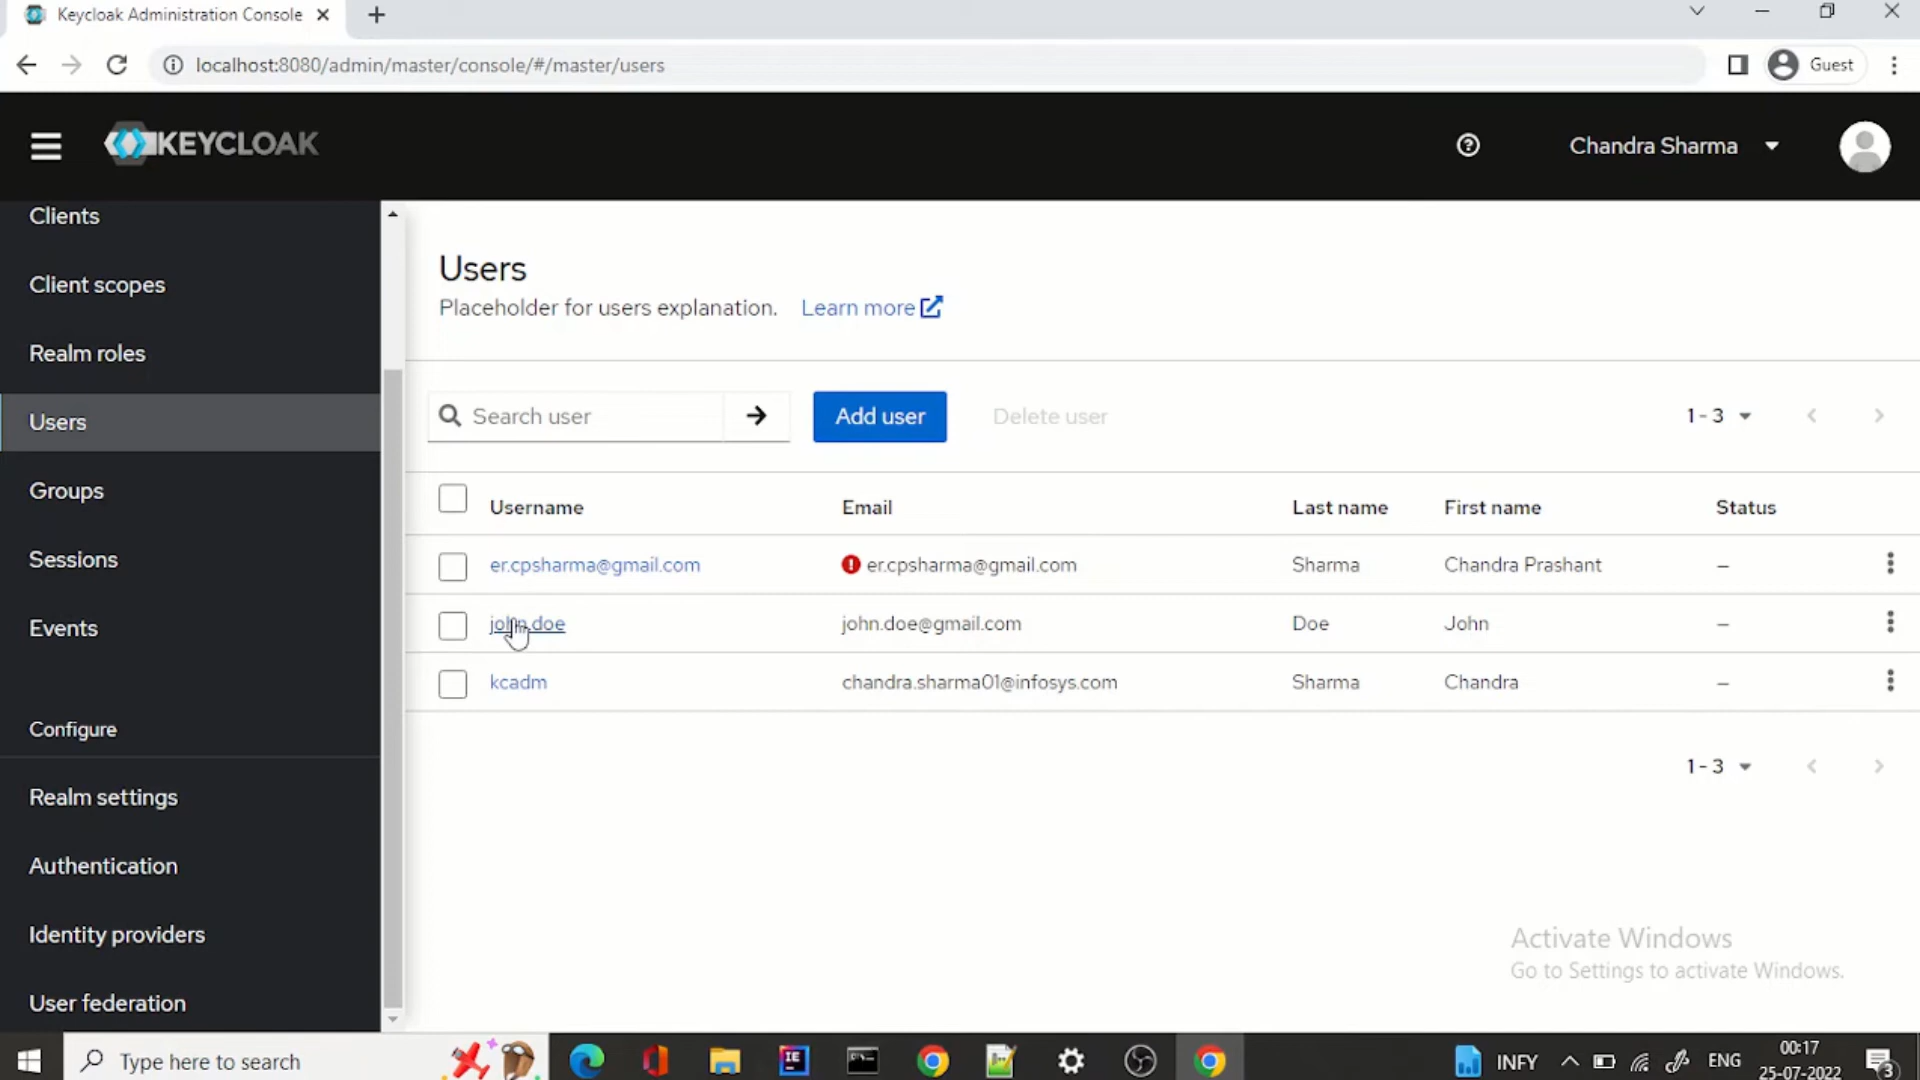 Keycloak Administration Console
localhost:8080/admin/master/console/#/master/users
Guest
KEYCLOAK
Chandra Sharma
Clients
Client scopes
Realm roles
Users
Groups
Sessions
Events
Configure
Realm settings
Authentication
Identity providers
User federation
Users
Placeholder for users explanation. Learn more
Search user
Add user
Delete user
1 - 3
Username Email Last name First name Status
er.cpsharma@gmail.com er.cpsharma@gmail.com Sharma Chandra Prashant –
john.doe john.doe@gmail.com Doe John –
kcadm chandra.sharma01@infosys.com Sharma Chandra –
1 - 3
Activate Windows
Go to Settings to activate Windows.
Type here to search
INFY
ENG
00:17
25-07-2022
3